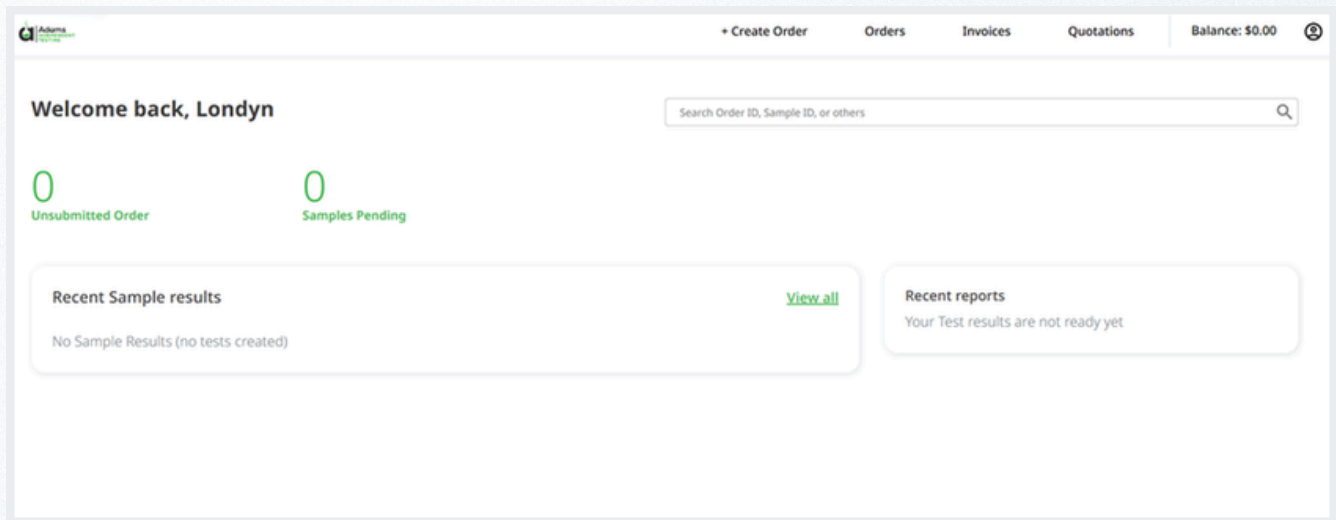 Adams
INDEPENDENT
TESTING
+ Create Order
Orders
Invoices
Quotations
Balance: $0.00
Welcome back, Londyn
Search Order ID, Sample ID, or others
0
Unsubmitted Order
0
Samples Pending
Recent Sample results
View all
No Sample Results (no tests created)
Recent reports
Your Test results are not ready yet